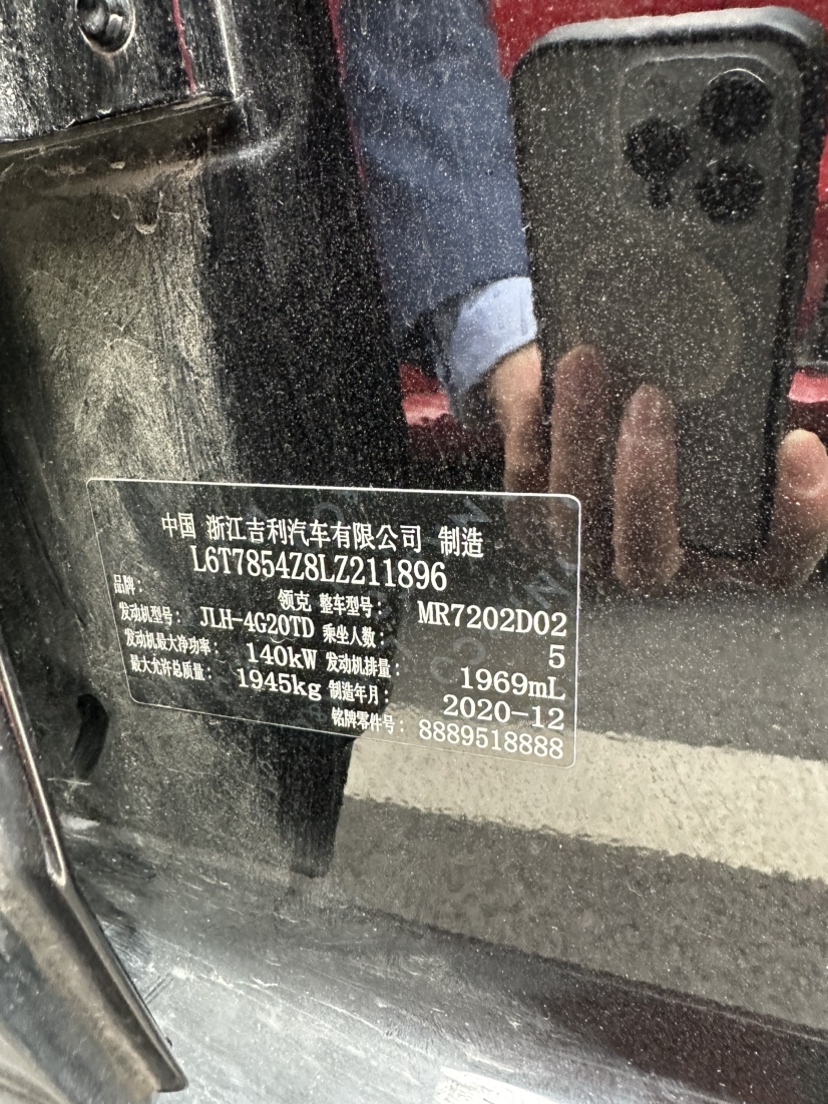 中国 浙江吉利汽车有限公司 制造
L6T7854Z8LZ211896
品牌： 领克 整车型号： MR7202D02
发动机型号： JLH-4G20TD 乘坐人数： 5
发动机最大净功率： 140kW 发动机排量： 1969mL
最大允许总质量： 1945kg 制造年月： 2020-12
铭牌零件号： 8889518888